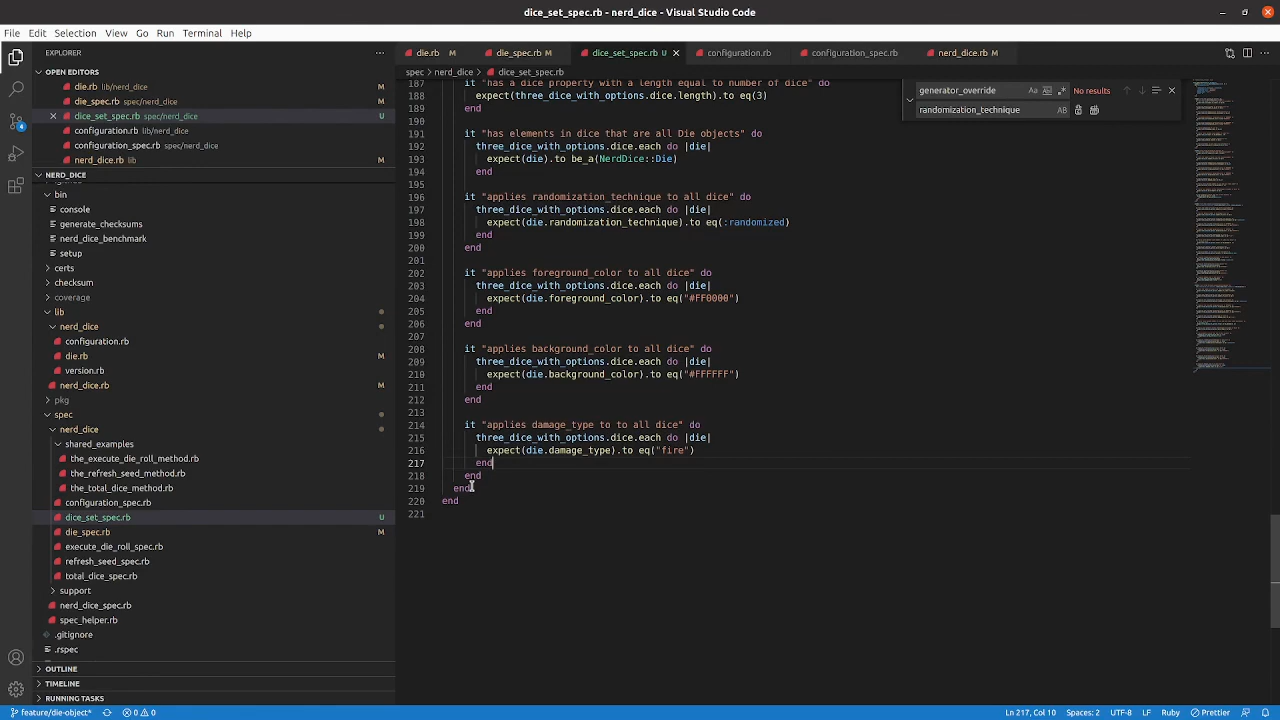 dice_set_spec.rb - nerd_dice - Visual Studio Code
File Edit Selection View Go Run Terminal Help
EXPLORER
OPEN EDITORS
die.rb lib/nerd_dice M
die_spec.rb spec/nerd_dice M
dice_set_spec.rb spec/nerd_dice U
configuration.rb lib/nerd_dice
configuration_spec.rb spec/nerd_dice
nerd_dice.rb lib M
NERD_DICE
bin
console
generate_checksums
nerd_dice_benchmark
setup
certs
checksum
coverage
lib
nerd_dice
configuration.rb
die.rb M
version.rb
nerd_dice.rb M
pkg
spec
nerd_dice
shared_examples
the_execute_die_roll_method.rb
the_refresh_seed_method.rb
the_total_dice_method.rb
configuration_spec.rb
dice_set_spec.rb U
die_spec.rb M
execute_die_roll_spec.rb
refresh_seed_spec.rb
total_dice_spec.rb
support
nerd_dice_spec.rb
spec_helper.rb
.gitignore
.rspec
OUTLINE
TIMELINE
RUNNING TASKS
die.rb M die_spec.rb M dice_set_spec.rb U configuration.rb configuration_spec.rb nerd_dice.rb M
spec > nerd_dice > dice_set_spec.rb
generator_override Aa No results
randomization_technique AB
187 it "has a dice property with a length equal to number of dice" do
188 expect(three_dice_with_options.dice.length).to eq(3)
189 end
190
191 it "has elements in dice that are all Die objects" do
192 three_dice_with_options.dice.each do |die|
193 expect(die).to be_a(NerdDice::Die)
194 end
195 end
196 it "applies randomization_technique to all dice" do
197 three_dice_with_options.dice.each do |die|
198 expect(die.randomization_technique).to eq(:randomized)
199 end
200 end
201
202 it "applies foreground_color to all dice" do
203 three_dice_with_options.dice.each do |die|
204 expect(die.foreground_color).to eq("#FF0000")
205 end
206 end
207
208 it "applies background_color to all dice" do
209 three_dice_with_options.dice.each do |die|
210 expect(die.background_color).to eq("#FFFFFF")
211 end
212 end
213
214 it "applies damage_type to to all dice" do
215 three_dice_with_options.dice.each do |die|
216 expect(die.damage_type).to eq("fire")
217 end
218 end
219 end
220 end
221
feature/die-object* 0 0 Ln 217, Col 10 Spaces: 2 UTF-8 LF Ruby Prettier